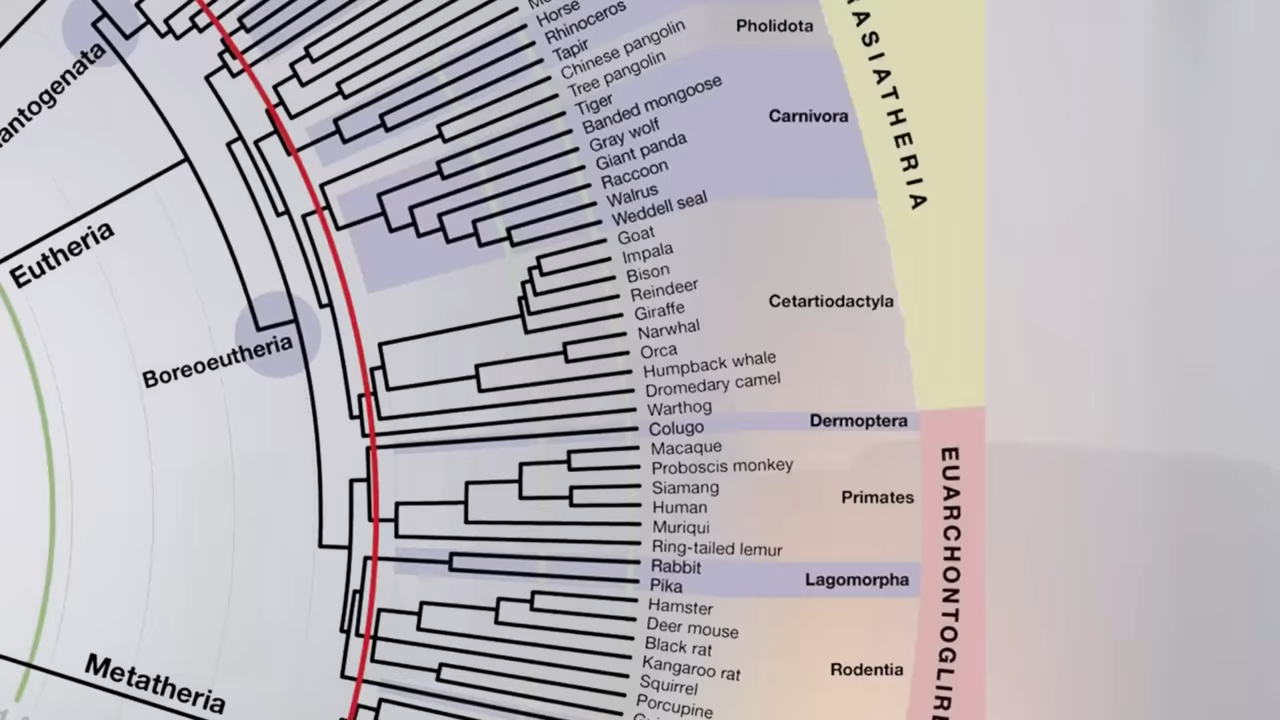 Horse
Rhinoceros
Tapir
Chinese pangolin
Tree pangolin
Tiger
Banded mongoose
Gray wolf
Giant panda
Raccoon
Walrus
Weddell seal
Goat
Impala
Bison
Reindeer
Giraffe
Narwhal
Orca
Humpback whale
Dromedary camel
Warthog
Colugo
Macaque
Proboscis monkey
Siamang
Human
Muriqui
Ring-tailed lemur
Rabbit
Pika
Hamster
Deer mouse
Black rat
Kangaroo rat
Squirrel
Porcupine
Pholidota
Carnivora
Cetartiodactyla
Dermoptera
Primates
Lagomorpha
Rodentia
ASIATHERIA
EUARCHONTOGLIRE
antogenata
Eutheria
Boreoeutheria
Metatheria